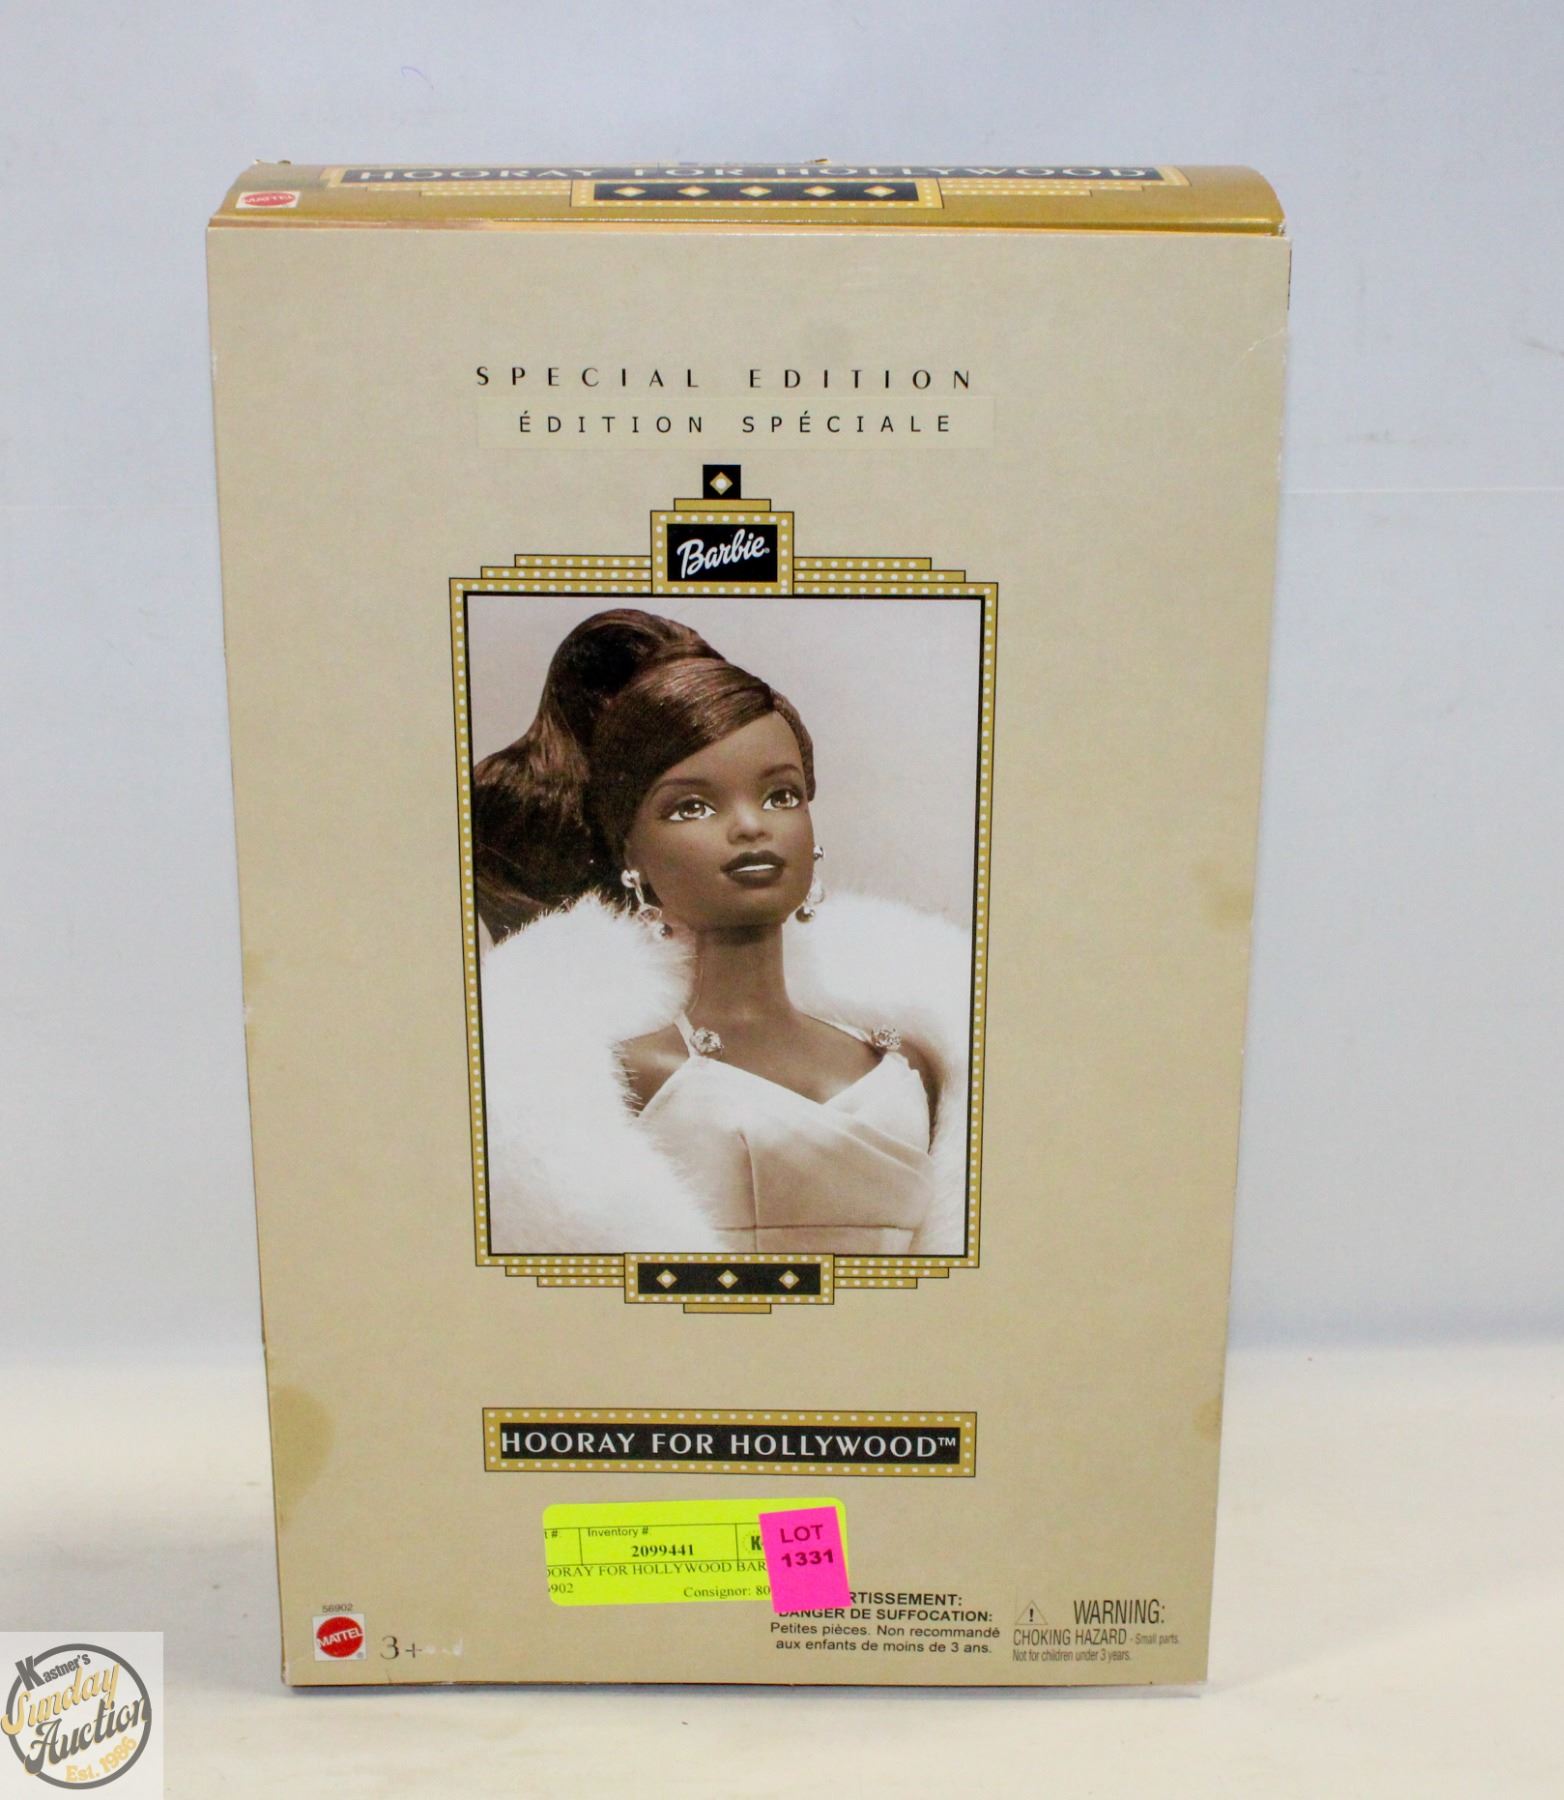 HOORAY FOR HOLLYWOOD
MATTEL
SPECIAL EDITION
ÉDITION SPÉCIALE
Barbie
HOORAY FOR HOLLYWOOD™
Inventory #
2099441
LOT
1331
FOR HOLLYWOOD
Consignor:
56902
MATTEL
3+
DANGER DE SUFFOCATION:
Petites pièces. Non recommandé
aux enfants de moins de 3 ans.
WARNING:
CHOKING HAZARD - Small parts.
Not for children under 3 years.
Kastner's
Sunday
Auction
Est. 1986